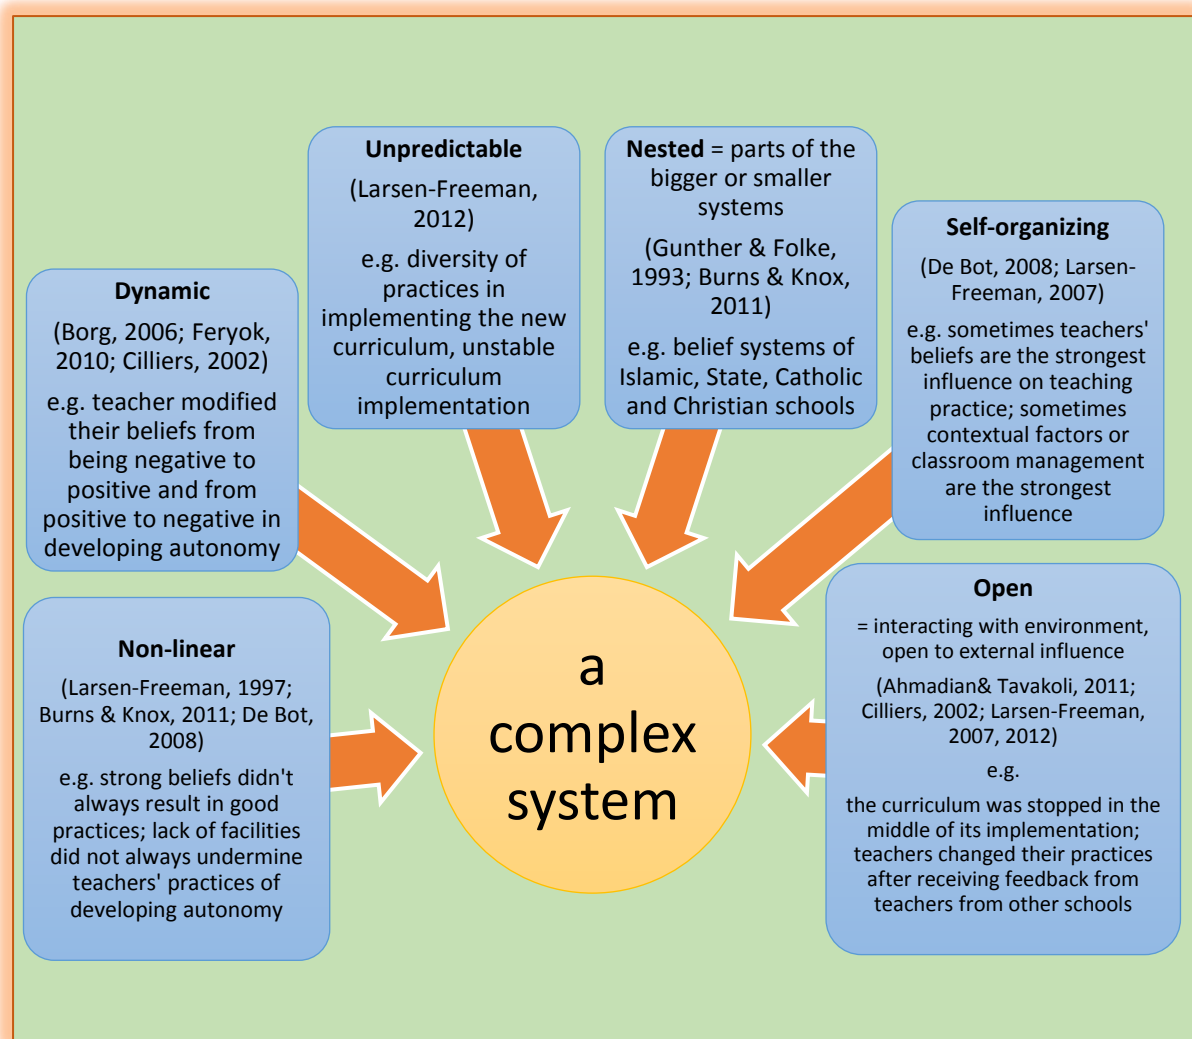 Unpredictable
(Larsen-Freeman,
2012)
e.g. diversity of
practices in
implementing the new
curriculum, unstable
curriculum
implementation
Nested = parts of the
bigger or smaller
systems
(Gunther & Folke,
1993; Burns & Knox,
2011)
e.g. belief systems of
Islamic, State, Catholic
and Christian schools
Self-organizing
(De Bot, 2008; Larsen-
Freeman, 2007)
e.g. sometimes teachers'
beliefs are the strongest
influence on teaching
practice; sometimes
contextual factors or
classroom management
are the strongest
influence
Dynamic
(Borg, 2006; Feryok,
2010; Cilliers, 2002)
e.g. teacher modified
their beliefs from
being negative to
positive and from
positive to negative in
developing autonomy
Open
= interacting with environment,
open to external influence
(Ahmadian& Tavakoli, 2011;
Cilliers, 2002; Larsen-Freeman,
2007, 2012)
e.g.
the curriculum was stopped in the
middle of its implementation;
teachers changed their practices
after receiving feedback from
teachers from other schools
Non-linear
(Larsen-Freeman, 1997;
Burns & Knox, 2011; De Bot,
2008)
e.g. strong beliefs didn't
always result in good
practices; lack of facilities
did not always undermine
teachers' practices of
developing autonomy
a
complex
system